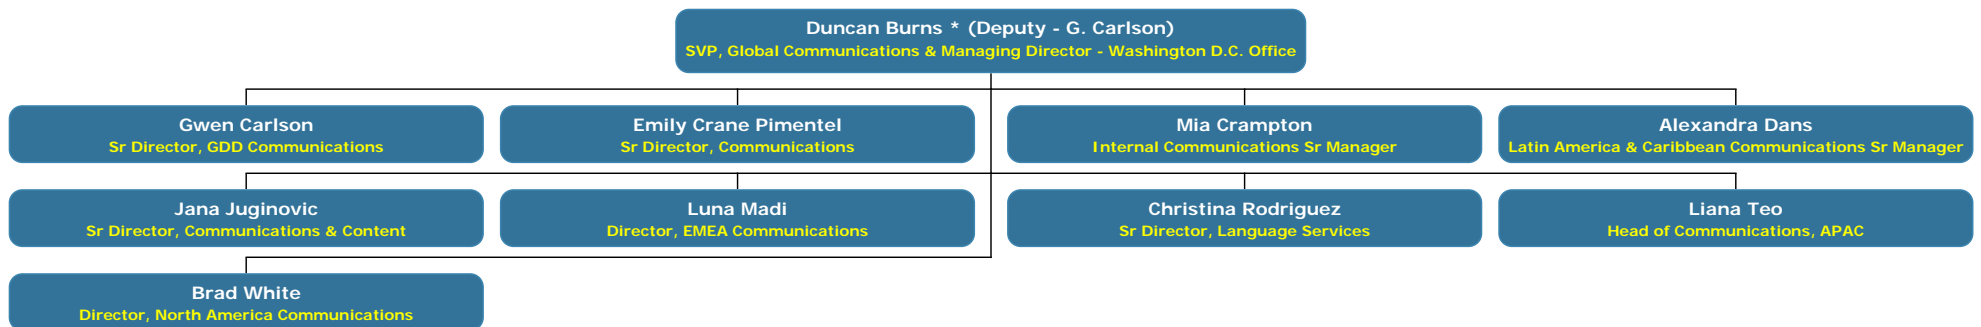 Duncan Burns * (Deputy - G. Carlson)
SVP, Global Communications & Managing Director - Washington D.C. Office
Gwen Carlson
Sr Director, GDD Communications
Emily Crane Pimentel
Sr Director, Communications
Mia Crampton
Internal Communications Sr Manager
Alexandra Dans
Latin America & Caribbean Communications Sr Manager
Jana Juginovic
Sr Director, Communications & Content
Luna Madi
Director, EMEA Communications
Christina Rodriguez
Sr Director, Language Services
Liana Teo
Head of Communications, APAC
Brad White
Director, North America Communications